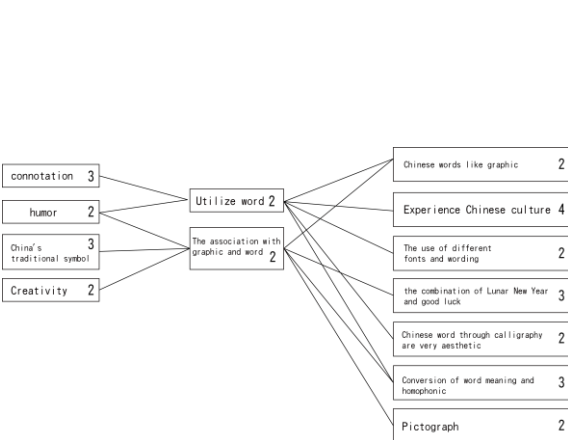 connotation 3
humor 2
China's 3
traditional symbol
Creativity 2
Utilize word 2
The association with
graphic and word 2
Chinese words like graphic 2
Experience Chinese culture 4
The use of different
fonts and wording 2
the combination of Lunar New Year
and good luck 3
Chinese word through calligraphy
are very aesthetic 2
Conversion of word meaning and
homophonic 3
Pictograph 2